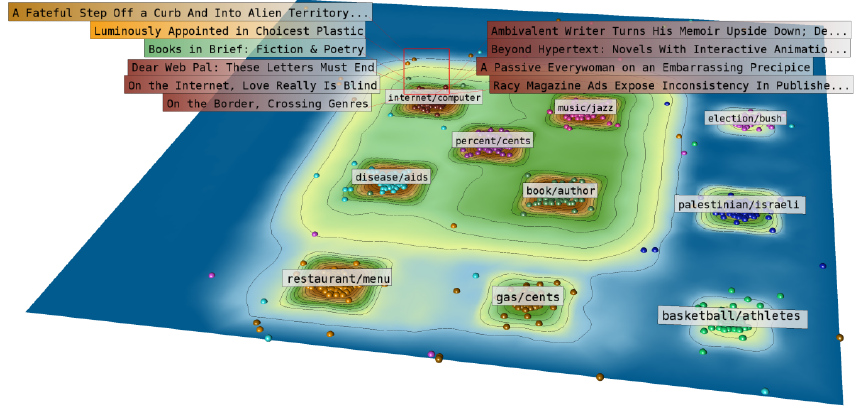 A Fateful Step Off a Curb And Into Alien Territory...
Luminously Appointed in Choicest Plastic
Books in Brief: Fiction & Poetry
Dear Web Pal: These Letters Must End
On the Internet, Love Really Is Blind
On the Border, Crossing Genres
Ambivalent Writer Turns His Memoir Upside Down; De...
Beyond Hypertext: Novels With Interactive Animatio...
A Passive Everywoman on an Embarrassing Precipice
Racy Magazine Ads Expose Inconsistency In Publishe...
internet/computer
music/jazz
election/bush
percent/cents
disease/aids
book/author
palestinian/israeli
restaurant/menu
gas/cents
basketball/athletes